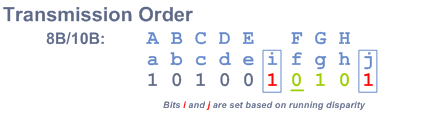 Transmission Order
8B/10B: A B C D E F G H
a b c d e i f g h j
1 0 1 0 0 1 0 1 0 1
Bits i and j are set based on running disparity